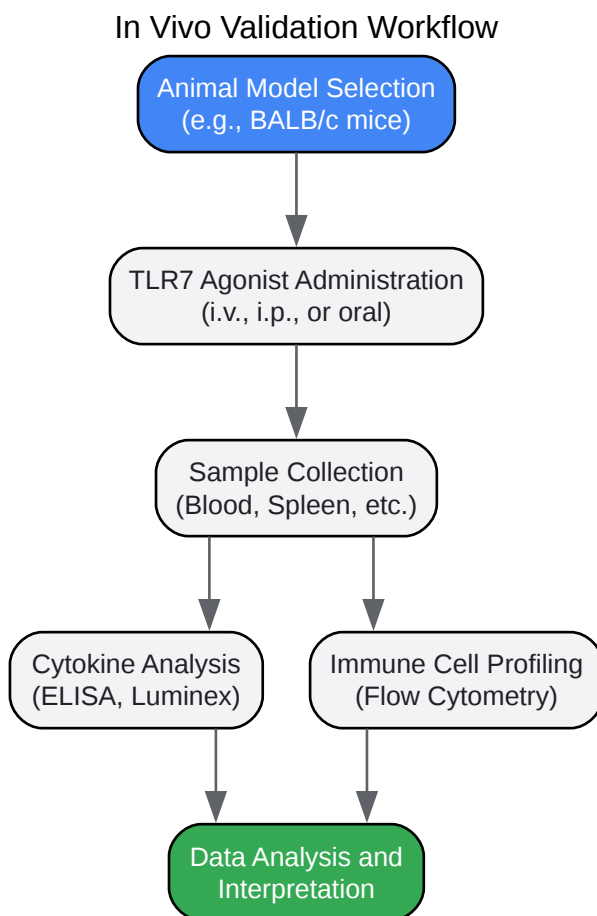 In Vivo Validation Workflow
Animal Model Selection
(e.g., BALB/c mice)
TLR7 Agonist Administration
(i.v., i.p., or oral)
Sample Collection
(Blood, Spleen, etc.)
Cytokine Analysis
(ELISA, Luminex)
Immune Cell Profiling
(Flow Cytometry)
Data Analysis and
Interpretation